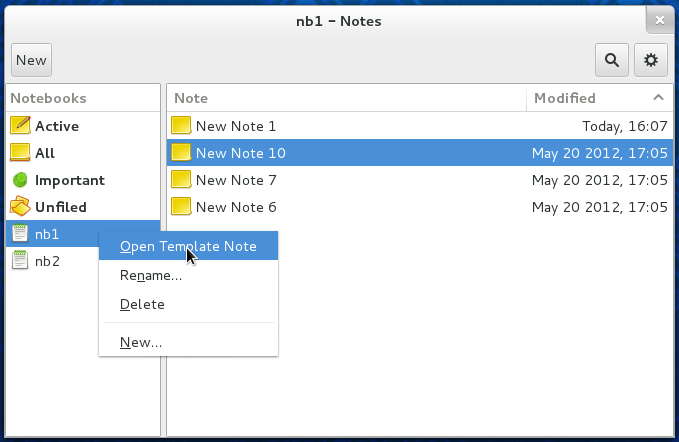 nb1 – Notes
New
Notebooks
Active
All
Important
Unfiled
nb1
nb2
Note Modified
New Note 1 Today, 16:07
New Note 10 May 20 2012, 17:05
New Note 7 May 20 2012, 17:05
New Note 6 May 20 2012, 17:05
Open Template Note
Rename...
Delete
New...